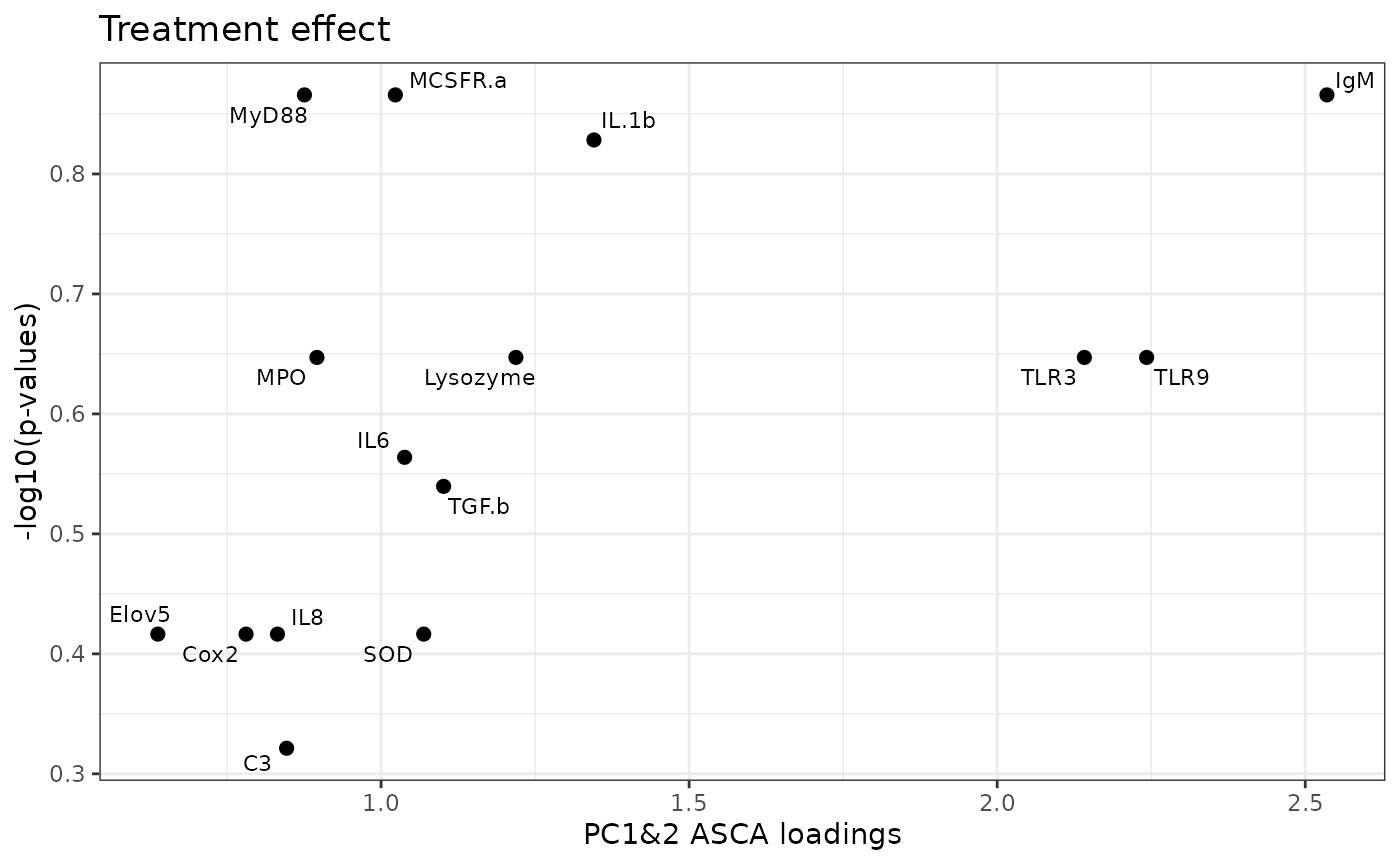 Treatment effect
MCSFR.a
IgM
MyD88
IL.1b
0.8
0.7
MPO
Lysozyme
TLR3
TLR9
0.6
IL6
TGF.b
0.5
Elov5
IL8
Cox2
SOD
0.4
C3
0.3
1.0
1.5
2.0
2.5
PC1&2 ASCA loadings
-log10(p-values)